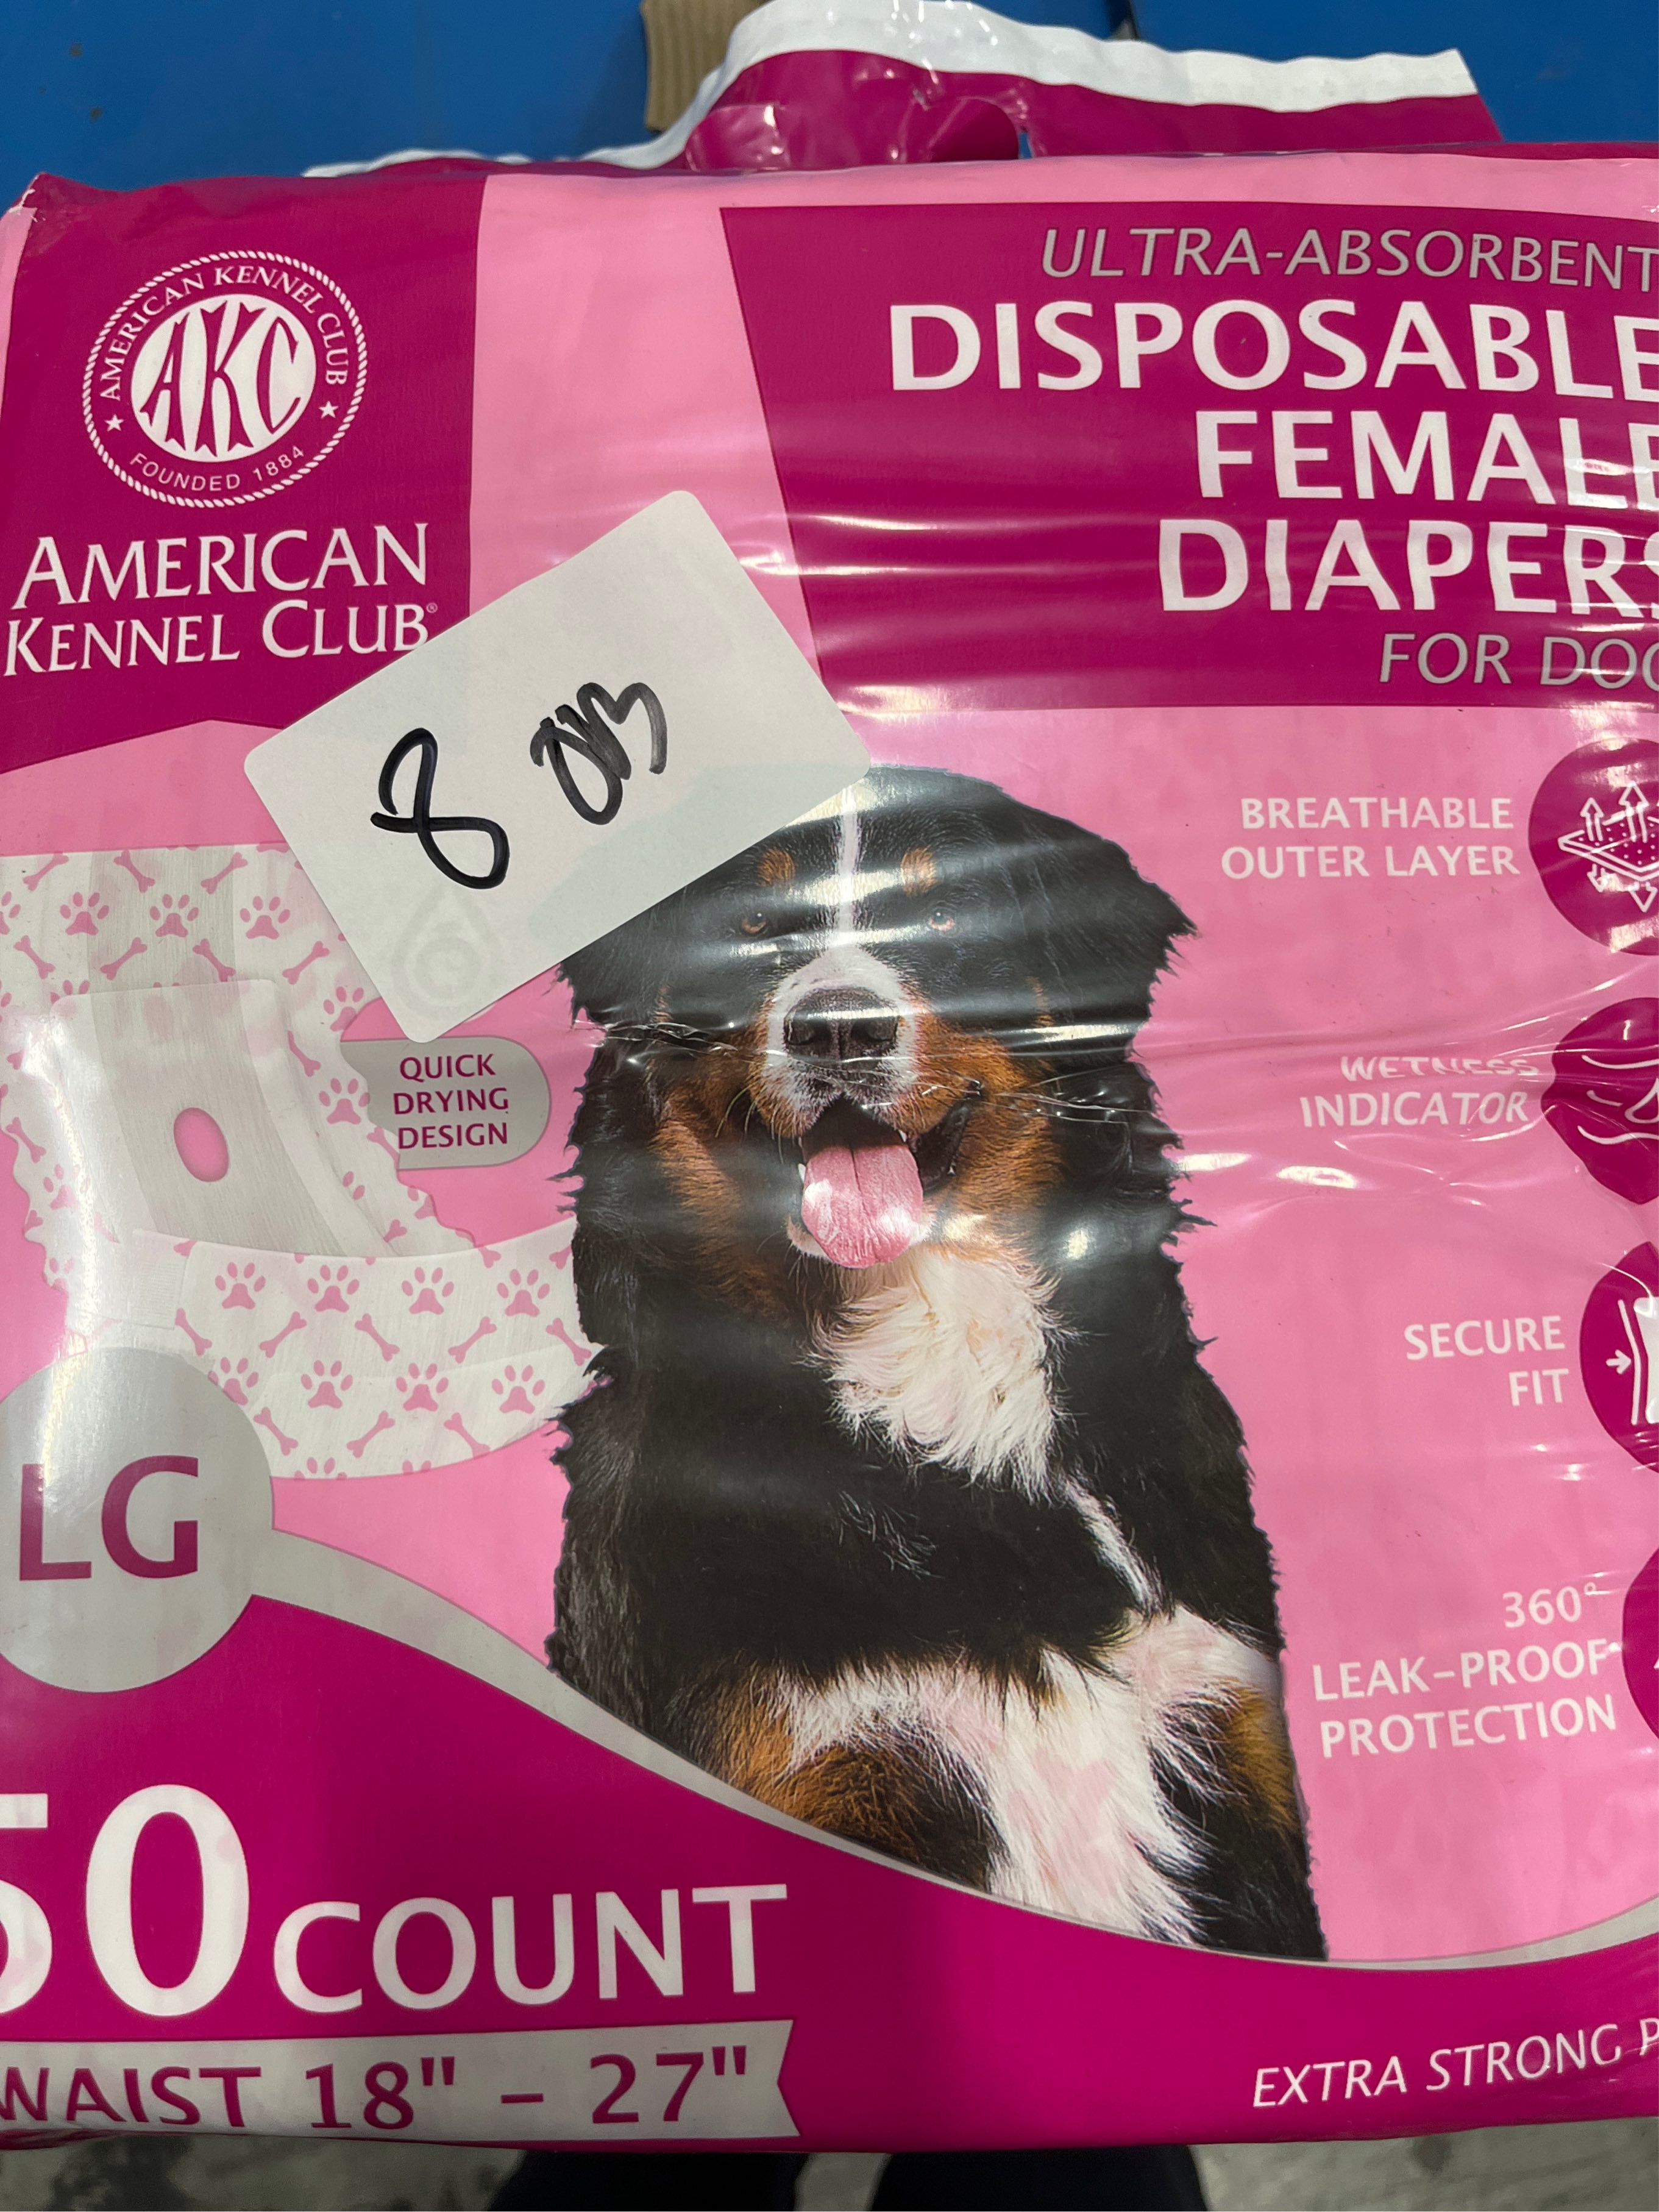 ULTRA-ABSORBENT
DISPOSABLE
FEMALE
DIAPERS
FOR DOG
AMERICAN KENNEL CLUB
AKC
FOUNDED 1884
AMERICAN
KENNEL CLUB®
8
BREATHABLE
OUTER LAYER
QUICK
DRYING
DESIGN
WETNESS
INDICATOR
SECURE
FIT
LG
360°
LEAK-PROOF
PROTECTION
50 COUNT
WAIST 18" - 27"
EXTRA STRONG